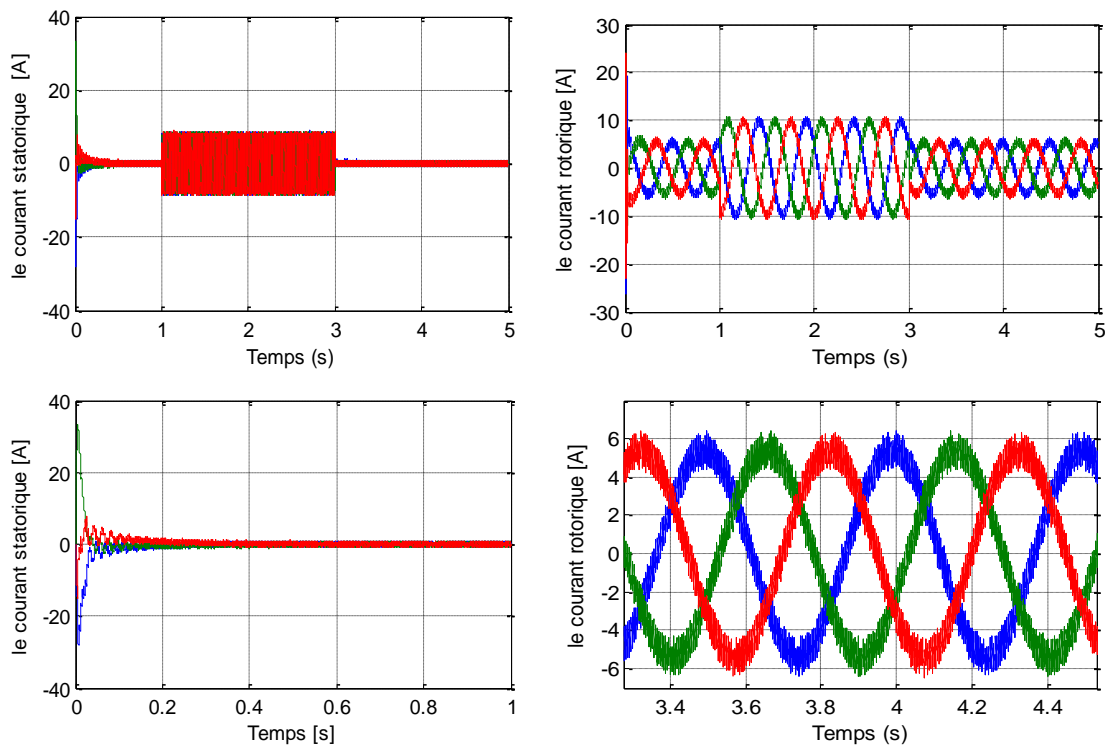 40
20
0
-20
-40
le courant statorique [A]
0 1 2 3 4 5
Temps (s)
30
20
10
0
-10
-20
-30
le courant rotorique [A]
0 1 2 3 4 5
Temps (s)
40
20
0
-20
-40
le courant statorique [A]
0 0.2 0.4 0.6 0.8 1
Temps [s]
6
4
2
0
-2
-4
-6
le courant rotorique [A]
3.4 3.6 3.8 4 4.2 4.4
Temps (s)